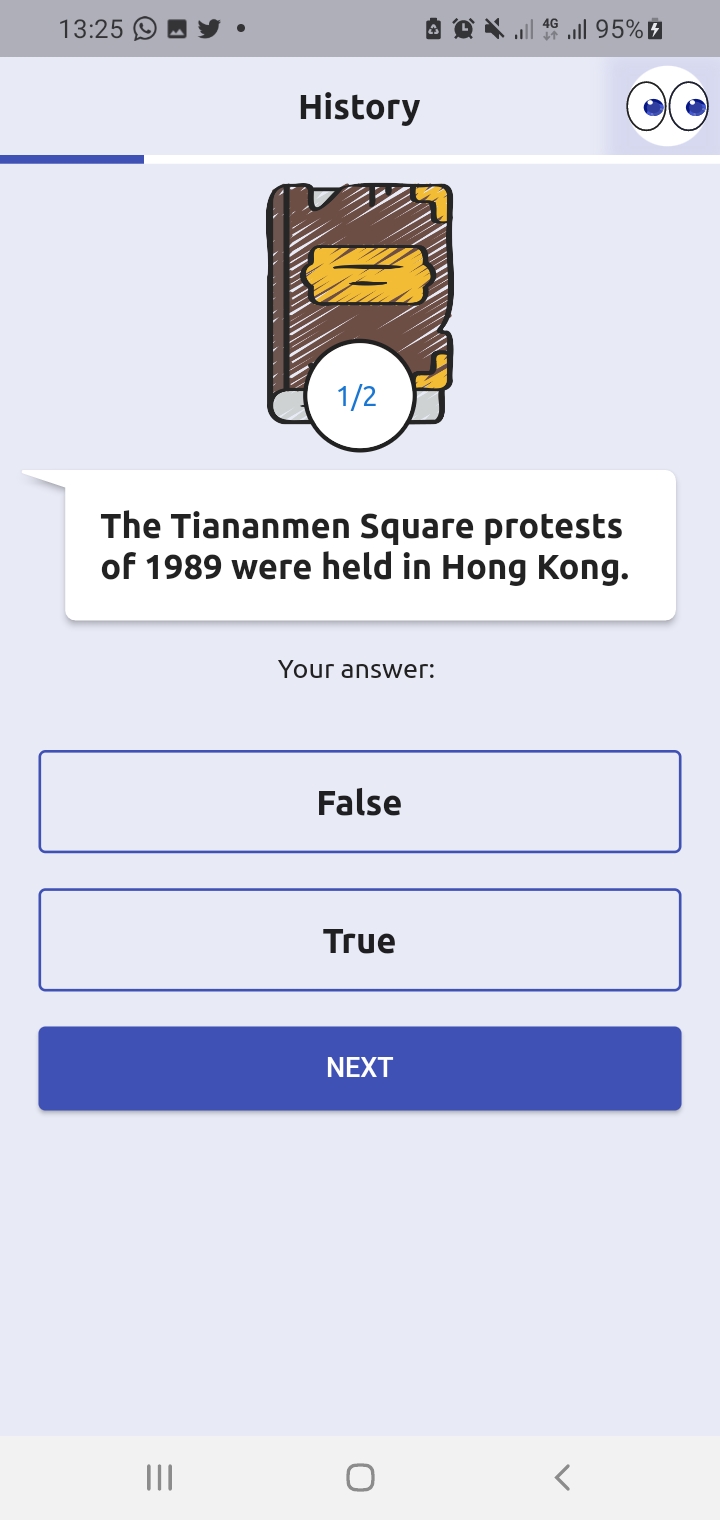 13:25 4G 95%
History
1/2
The Tiananmen Square protests
of 1989 were held in Hong Kong.
Your answer:
False
True
NEXT